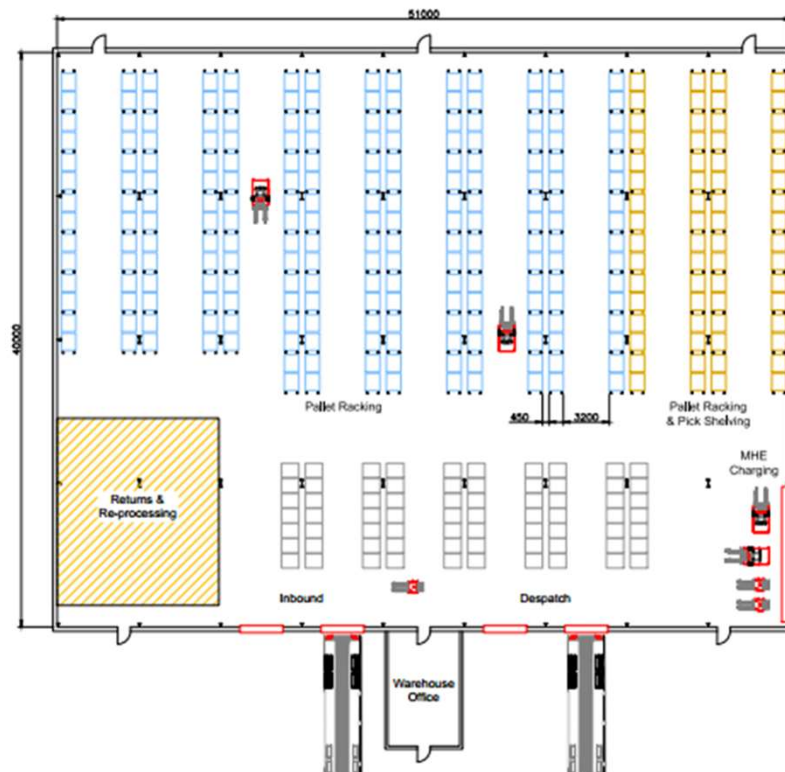 51000
40000
Pallet Racking
450
3200
Pallet Racking
& Pick Shelving
MHE
Charging
Returns &
Re-processing
Inbound
Despatch
Warehouse
Office